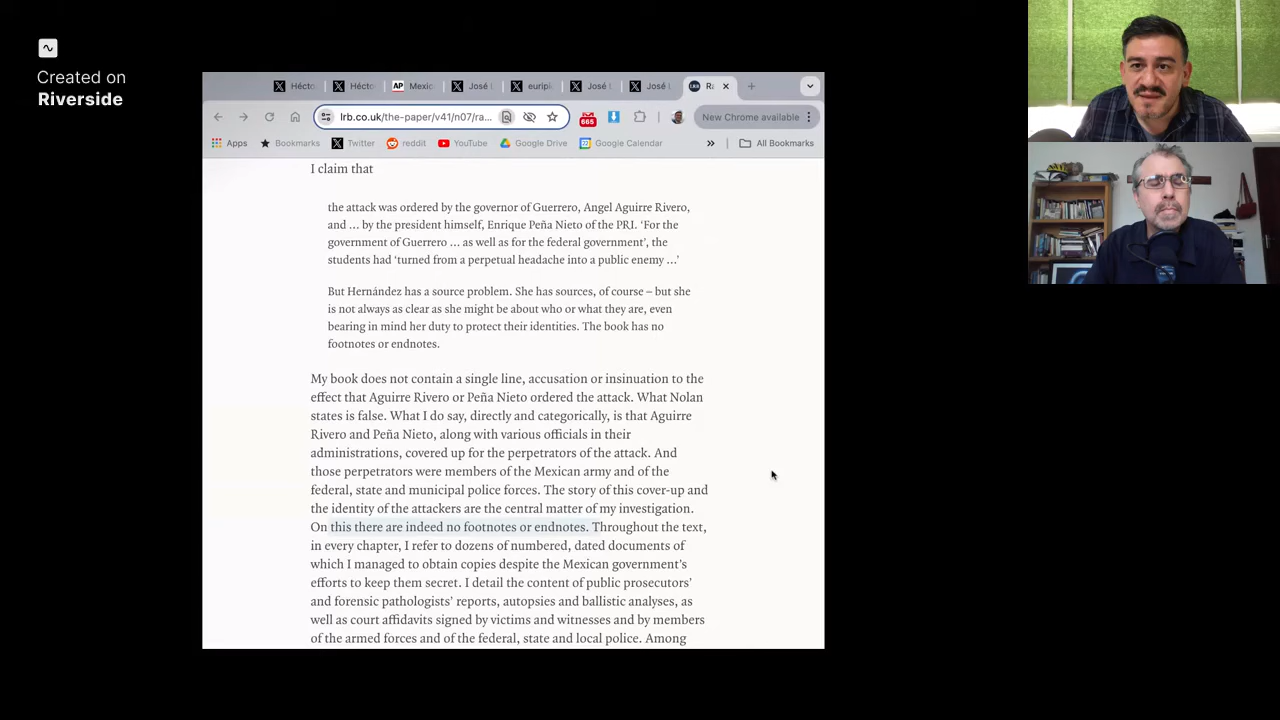 Created on
Riverside
Hécto
Hécto
AP Mexic
José L
eurip
José L
José L
LRB Ra
lrb.co.uk/the-paper/v41/n07/ra...
665
New Chrome available
Apps
Bookmarks
Twitter
reddit
YouTube
Google Drive
Google Calendar
»
All Bookmarks
I claim that
the attack was ordered by the governor of Guerrero, Angel Aguirre Rivero,
and … by the president himself, Enrique Peña Nieto of the PRI. ‘For the
government of Guerrero … as well as for the federal government’, the
students had ‘turned from a perpetual headache into a public enemy …’
But Hernández has a source problem. She has sources, of course – but she
is not always as clear as she might be about who or what they are, even
bearing in mind her duty to protect their identities. The book has no
footnotes or endnotes.
My book does not contain a single line, accusation or insinuation to the
effect that Aguirre Rivero or Peña Nieto ordered the attack. What Nolan
states is false. What I do say, directly and categorically, is that Aguirre
Rivero and Peña Nieto, along with various officials in their
administrations, covered up for the perpetrators of the attack. And
those perpetrators were members of the Mexican army and of the
federal, state and municipal police forces. The story of this cover-up and
the identity of the attackers are the central matter of my investigation.
On this there are indeed no footnotes or endnotes. Throughout the text,
in every chapter, I refer to dozens of numbered, dated documents of
which I managed to obtain copies despite the Mexican government’s
efforts to keep them secret. I detail the content of public prosecutors’
and forensic pathologists’ reports, autopsies and ballistic analyses, as
well as court affidavits signed by victims and witnesses and by members
of the armed forces and of the federal, state and local police. Among